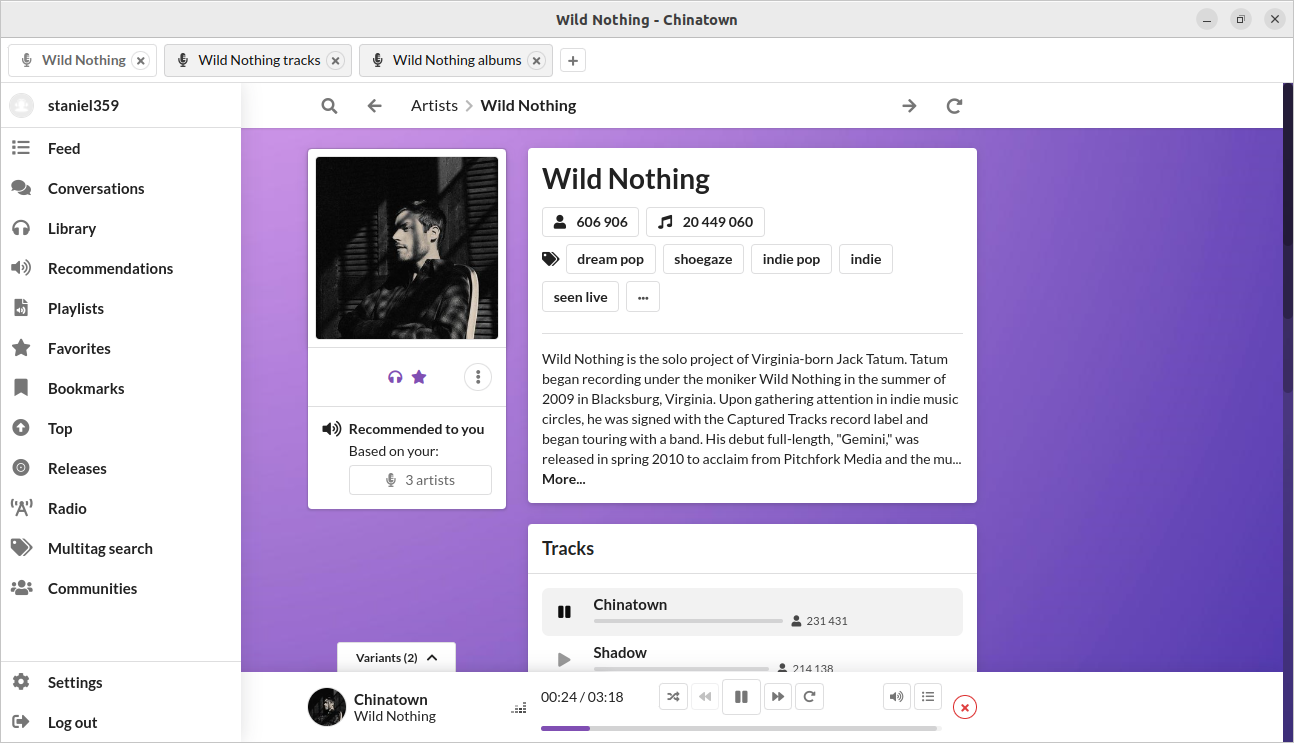 Wild Nothing - Chinatown
Wild Nothing
Wild Nothing tracks
Wild Nothing albums
staniel359
Artists
Wild Nothing
Feed
Conversations
Library
Recommendations
Playlists
Favorites
Bookmarks
Top
Releases
Radio
Multitag search
Communities
Settings
Log out
Recommended to you
Based on your:
3 artists
Variants (2)
Wild Nothing
606 906
20 449 060
dream pop
shoegaze
indie pop
indie
seen live
...
Wild Nothing is the solo project of Virginia-born Jack Tatum. Tatum
began recording under the moniker Wild Nothing in the summer of
2009 in Blacksburg, Virginia. Upon gathering attention in indie music
circles, he was signed with the Captured Tracks record label and
began touring with a band. His debut full-length, "Gemini," was
released in spring 2010 to acclaim from Pitchfork Media and the mu...
More...
Tracks
Chinatown
231 431
Shadow
214 138
Chinatown
Wild Nothing
00:24 / 03:18